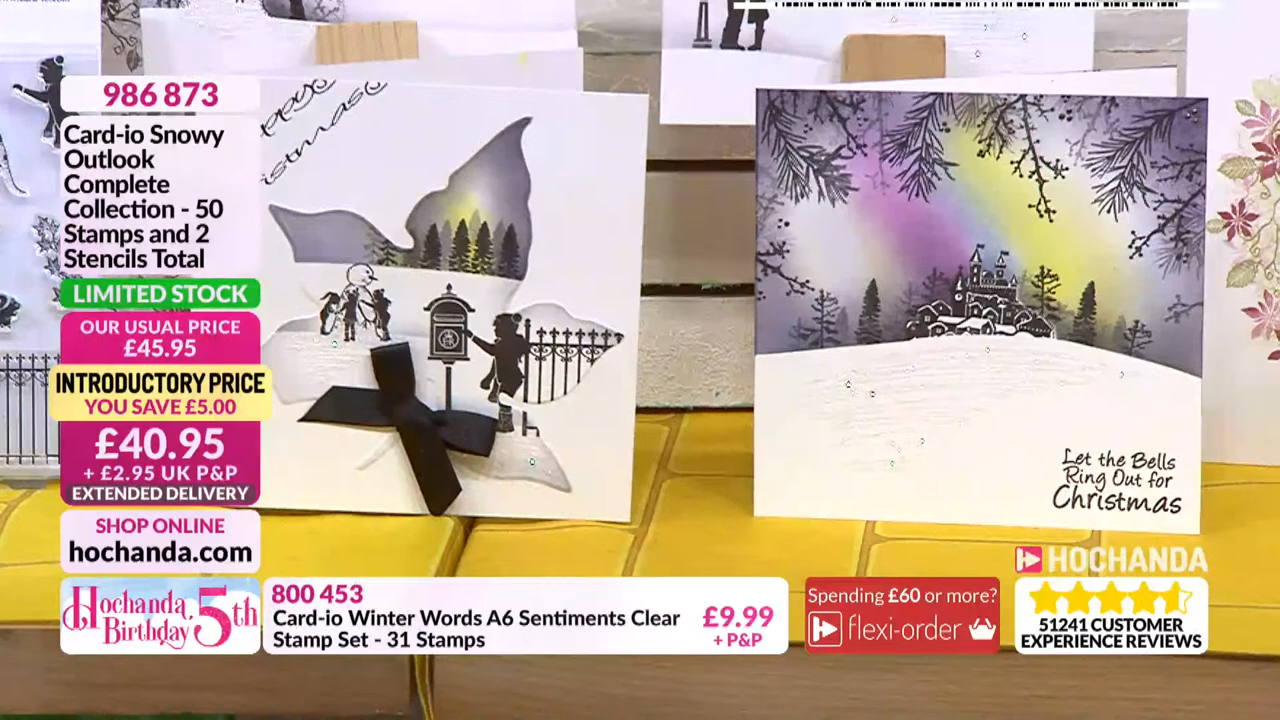 986 873
Card-io Snowy
Outlook
Complete
Collection - 50
Stamps and 2
Stencils Total
LIMITED STOCK
OUR USUAL PRICE
£45.95
INTRODUCTORY PRICE
YOU SAVE £5.00
£40.95
+ £2.95 UK P&P
EXTENDED DELIVERY
SHOP ONLINE
hochanda.com
Let the Bells
Ring Out for
Christmas
HOCHANDA
Hochanda
Birthday
5th
800 453
Card-io Winter Words A6 Sentiments Clear
Stamp Set - 31 Stamps
£9.99
+ P&P
Spending £60 or more?
flexi-order
51241 CUSTOMER
EXPERIENCE REVIEWS